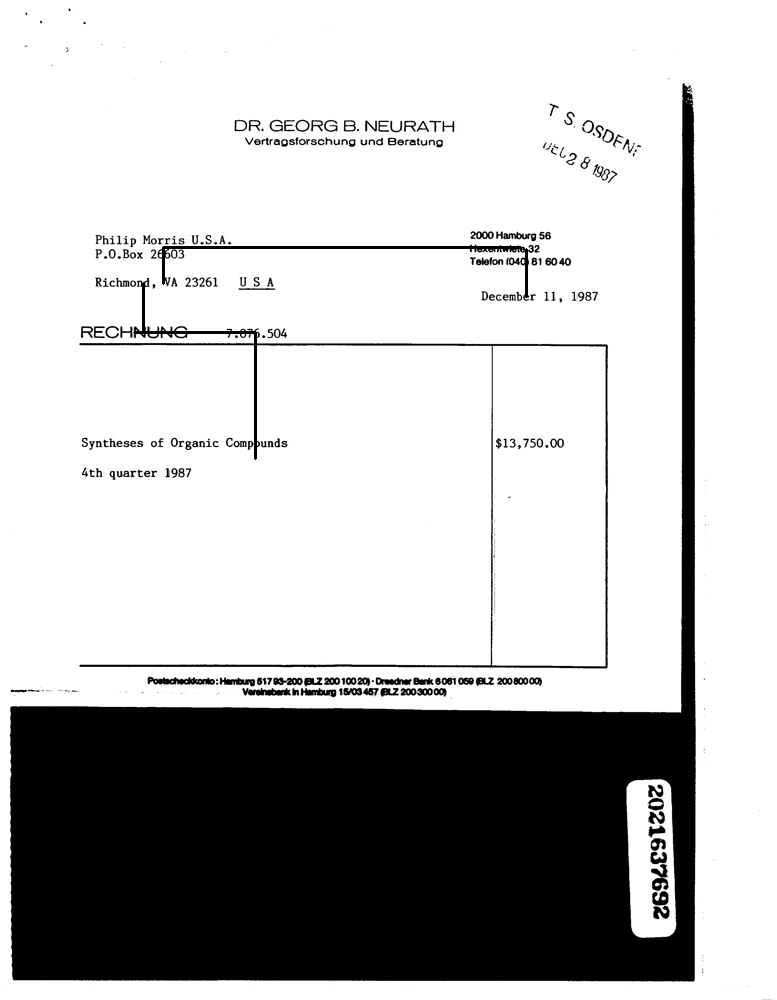 DR. GEORG B. NEURATH
Vertragsforschung und Beratung
T. S. OSDENE
DEC 28 1987
Philip Morris U.S.A.
P.O.Box 26603
Richmond, VA 23261 U S A
2000 Hamburg 56
Hexentwiete 32
Telefon (040) 81 60 40
December 11, 1987
RECHNUNG 7.876.504
Syntheses of Organic Compounds
$13,750.00
4th quarter 1987
Postscheckkonto: Hamburg 517 93-200 (BLZ 200 100 20) · Dresdner Bank 6 061 059 (BLZ 200 800 00)
Vereinsbank in Hamburg 15/03 457 (BLZ 200 300 00)
2021637692